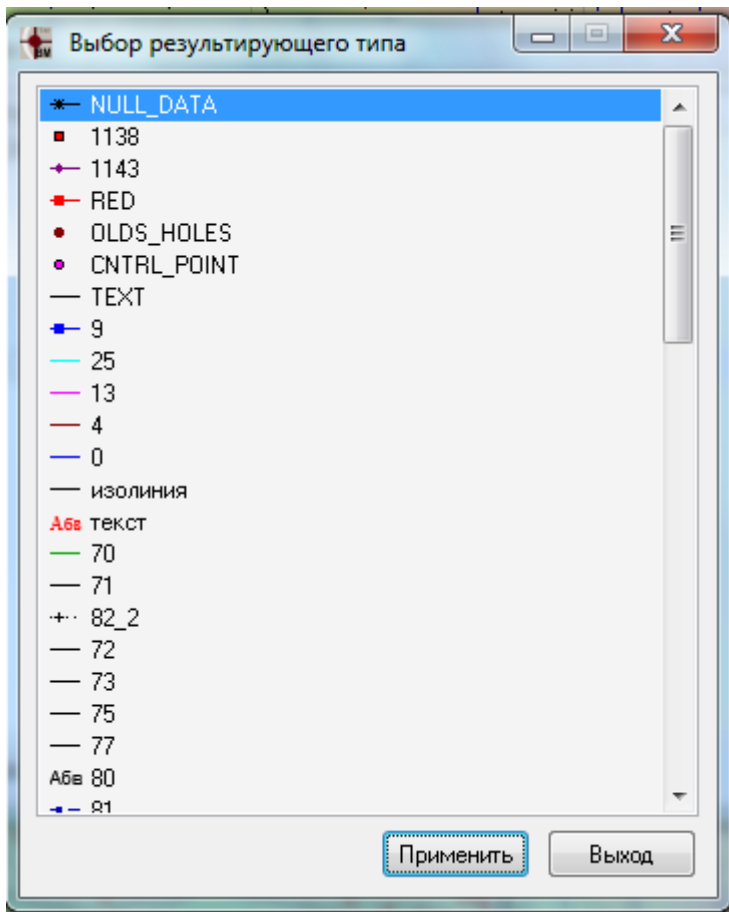 Выбор результирующего типа
NULL_DATA
1138
1143
RED
OLDS_HOLES
CNTRL_POINT
TEXT
9
25
13
4
0
изолиния
Абв текст
70
71
82_2
72
73
75
77
Абв 80
81
Применить Выход